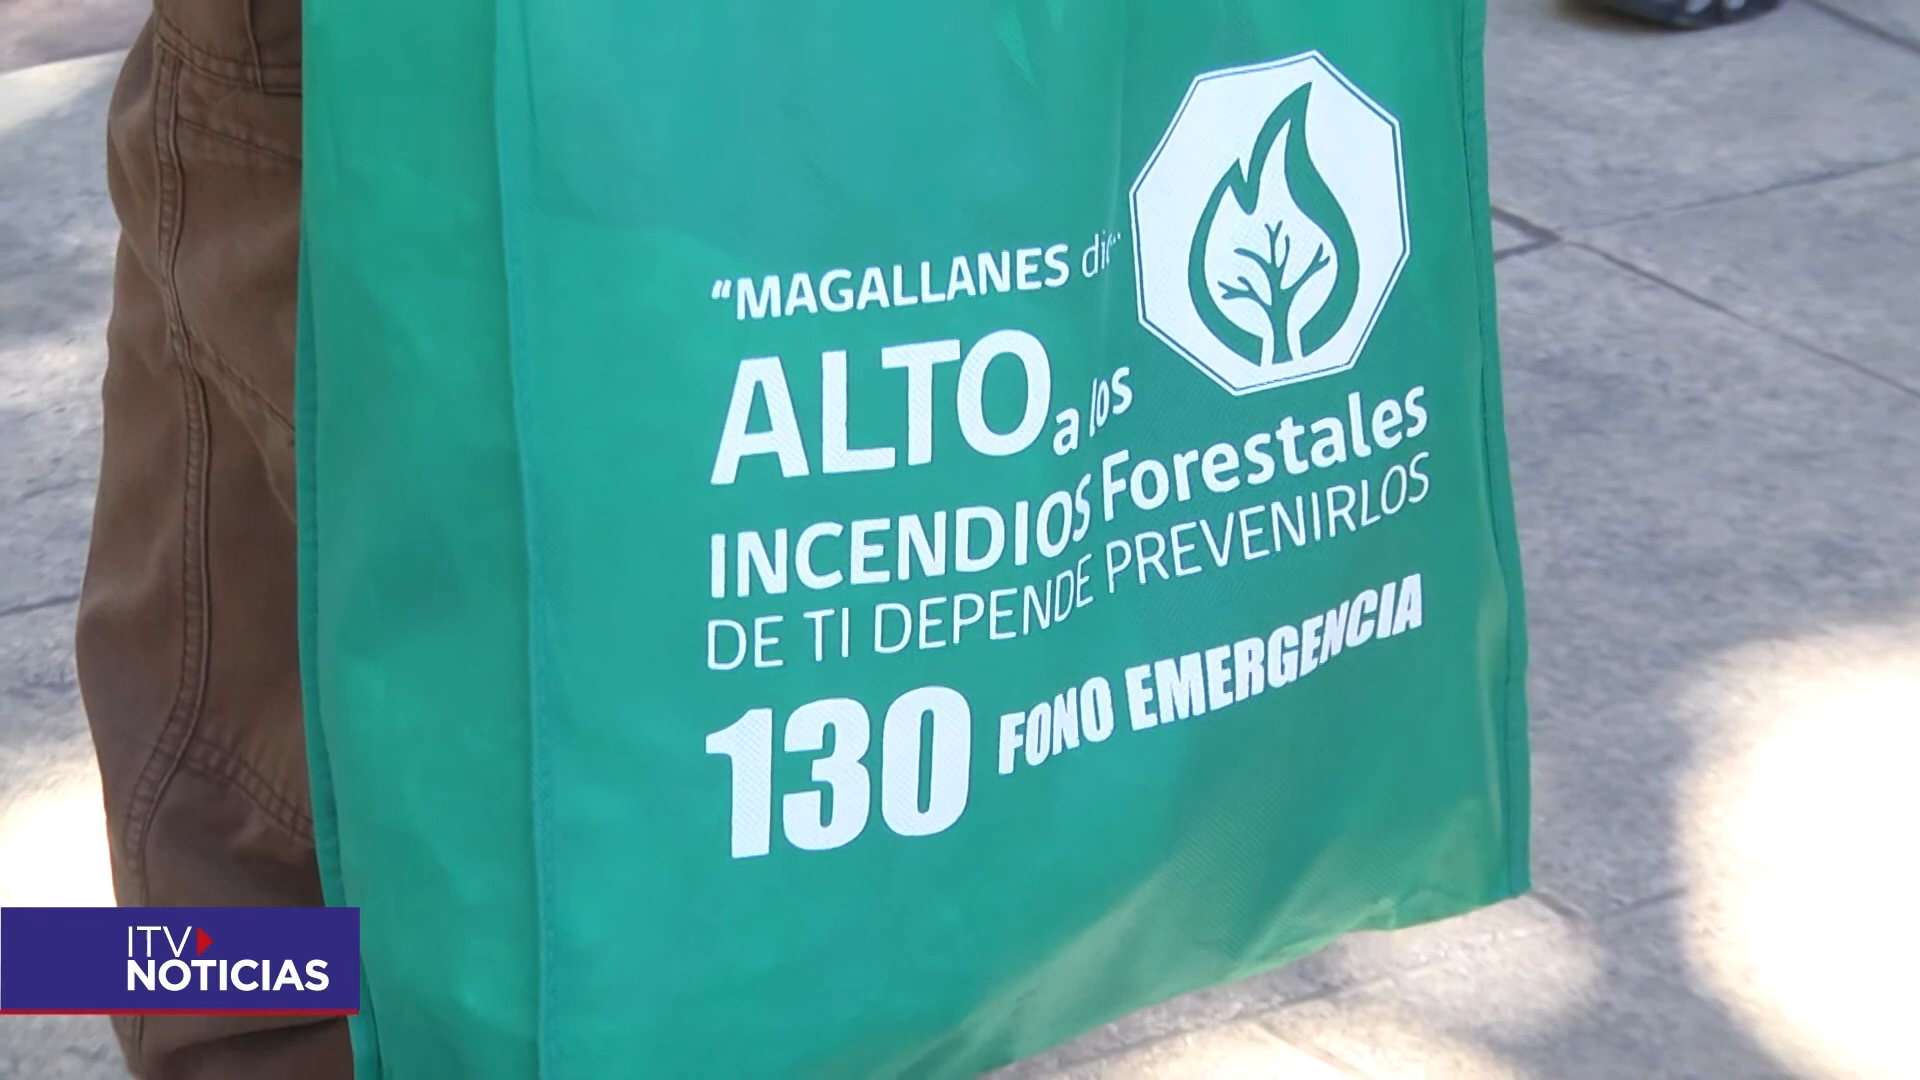 “MAGALLANES
ALTO a los
INCENDIOS Forestales
DE TI DEPENDE PREVENIRLOS
130 FONO EMERGENCIA
ITV
NOTICIAS